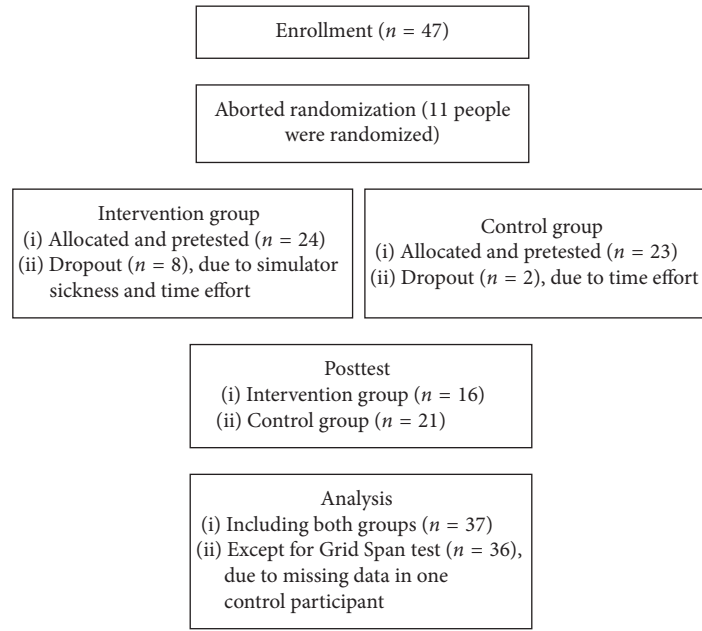 Enrollment (n = 47)
Aborted randomization (11 people
were randomized)
Intervention group
(i) Allocated and pretested (n = 24)
(ii) Dropout (n = 8), due to simulator
sickness and time effort
Control group
(i) Allocated and pretested (n = 23)
(ii) Dropout (n = 2), due to time effort
Posttest
(i) Intervention group (n = 16)
(ii) Control group (n = 21)
Analysis
(i) Including both groups (n = 37)
(ii) Except for Grid Span test (n = 36),
due to missing data in one
control participant